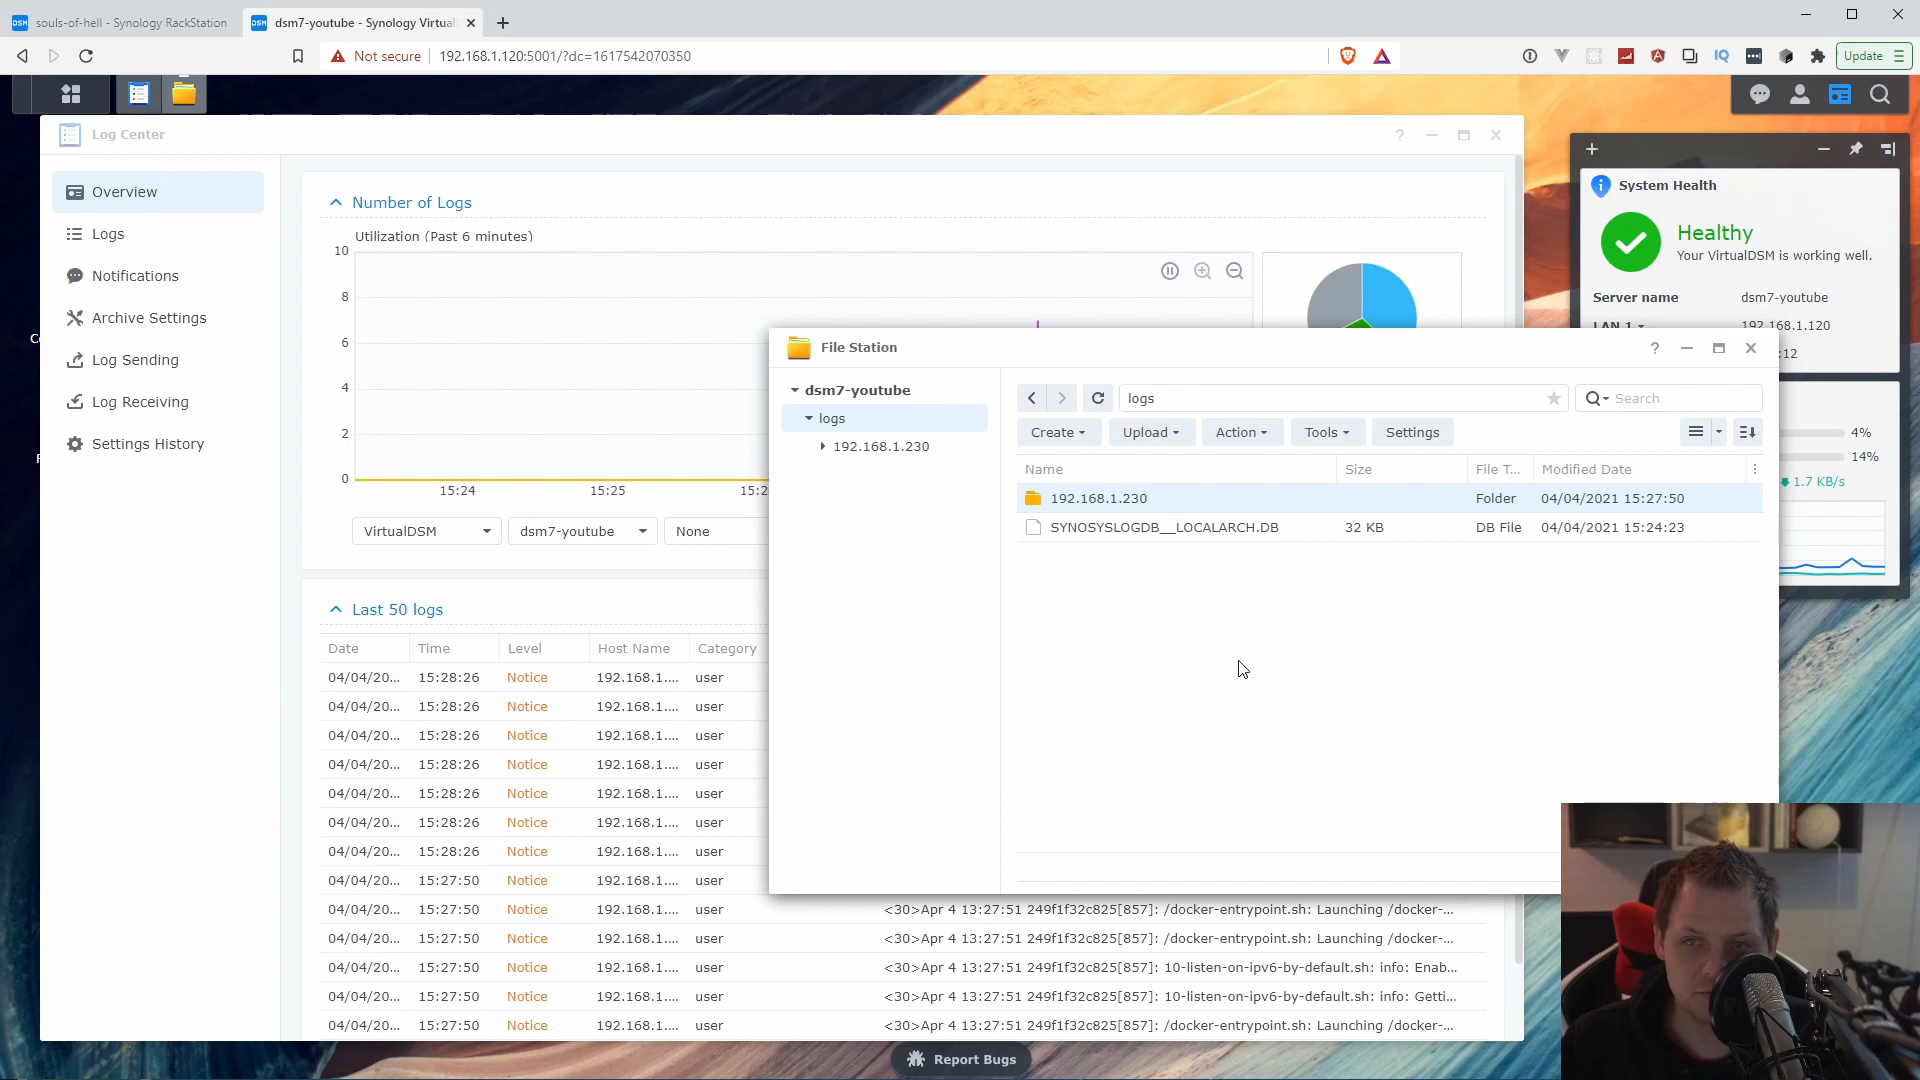 souls-of-hell - Synology RackStation
dsm7-youtube - Synology Virtual
Not secure
192.168.1.120:5001/?dc=1617542070350
Update
Log Center
Overview
Logs
Notifications
Archive Settings
Log Sending
Log Receiving
Settings History
Number of Logs
Utilization (Past 6 minutes)
10
8
6
4
2
0
15:24
15:25
15:2
VirtualDSM
dsm7-youtube
None
Last 50 logs
Date Time Level Host Name Category
04/04/20... 15:28:26 Notice 192.168.1.... user
04/04/20... 15:28:26 Notice 192.168.1.... user
04/04/20... 15:28:26 Notice 192.168.1.... user
04/04/20... 15:28:26 Notice 192.168.1.... user
04/04/20... 15:28:26 Notice 192.168.1.... user
04/04/20... 15:28:26 Notice 192.168.1.... user
04/04/20... 15:28:26 Notice 192.168.1.... user
04/04/20... 15:27:50 Notice 192.168.1.... user
04/04/20... 15:27:50 Notice 192.168.1.... user <30>Apr 4 13:27:51 249f1f32c825[857]: /docker-entrypoint.sh: Launching /docker-...
04/04/20... 15:27:50 Notice 192.168.1.... user <30>Apr 4 13:27:51 249f1f32c825[857]: /docker-entrypoint.sh: Launching /docker-...
04/04/20... 15:27:50 Notice 192.168.1.... user <30>Apr 4 13:27:51 249f1f32c825[857]: 10-listen-on-ipv6-by-default.sh: info: Enab...
04/04/20... 15:27:50 Notice 192.168.1.... user <30>Apr 4 13:27:51 249f1f32c825[857]: 10-listen-on-ipv6-by-default.sh: info: Getti...
04/04/20... 15:27:50 Notice 192.168.1.... user <30>Apr 4 13:27:51 249f1f32c825[857]: /docker-entrypoint.sh: Launching /docker-...
File Station
dsm7-youtube
logs
192.168.1.230
logs
Search
Create
Upload
Action
Tools
Settings
Name Size File T... Modified Date
192.168.1.230 Folder 04/04/2021 15:27:50
SYNOSYSLOGDB__LOCALARCH.DB 32 KB DB File 04/04/2021 15:24:23
System Health
Healthy
Your VirtualDSM is working well.
Server name dsm7-youtube
LAN 1 192.168.1.120
:12
4%
14%
1.7 KB/s
Report Bugs